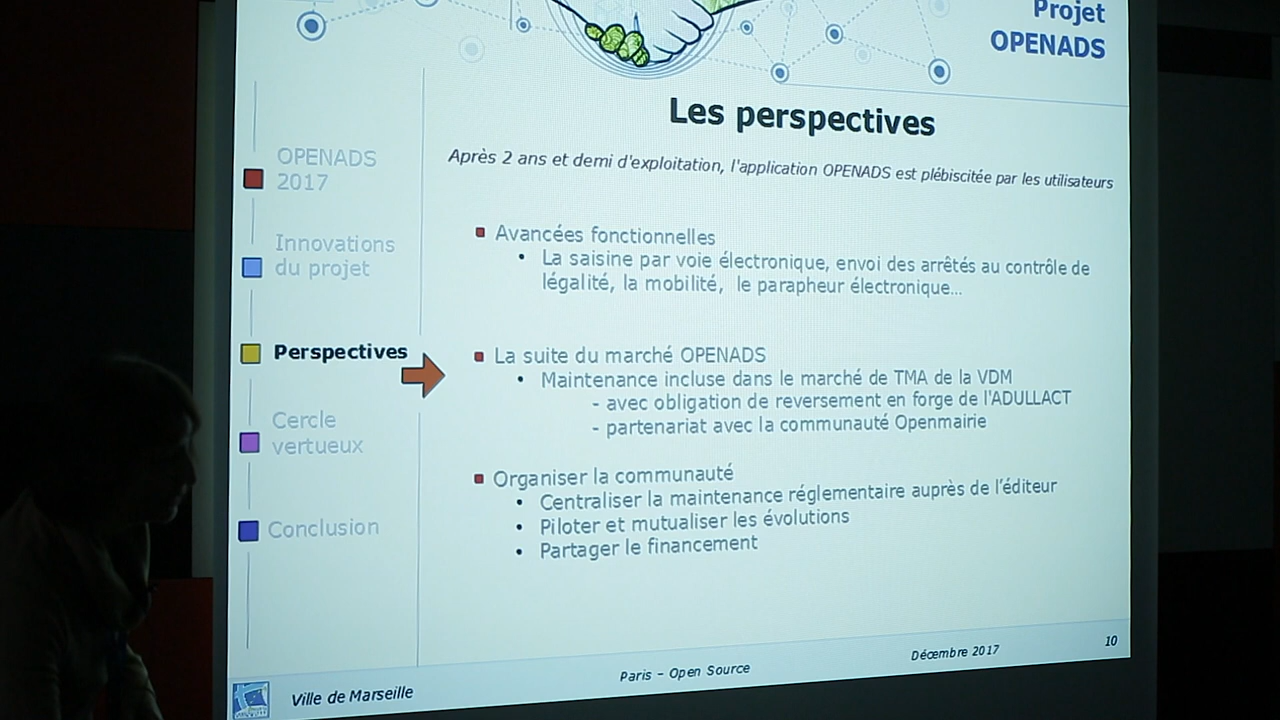 Projet
OPENADS
Les perspectives
Après 2 ans et demi d'exploitation, l'application OPENADS est plébiscitée par les utilisateurs
OPENADS
2017
Innovations
du projet
Perspectives
Cercle
vertueux
Conclusion
Avancées fonctionnelles
• La saisine par voie électronique, envoi des arrêtés au contrôle de
légalité, la mobilité, le parapheur électronique...
La suite du marché OPENADS
• Maintenance incluse dans le marché de TMA de la VDM
- avec obligation de reversement en forge de l'ADULLACT
- partenariat avec la communauté Openmairie
Organiser la communauté
• Centraliser la maintenance réglementaire auprès de l'éditeur
• Piloter et mutualiser les évolutions
• Partager le financement
Ville de Marseille
Paris – Open Source
Décembre 2017
10